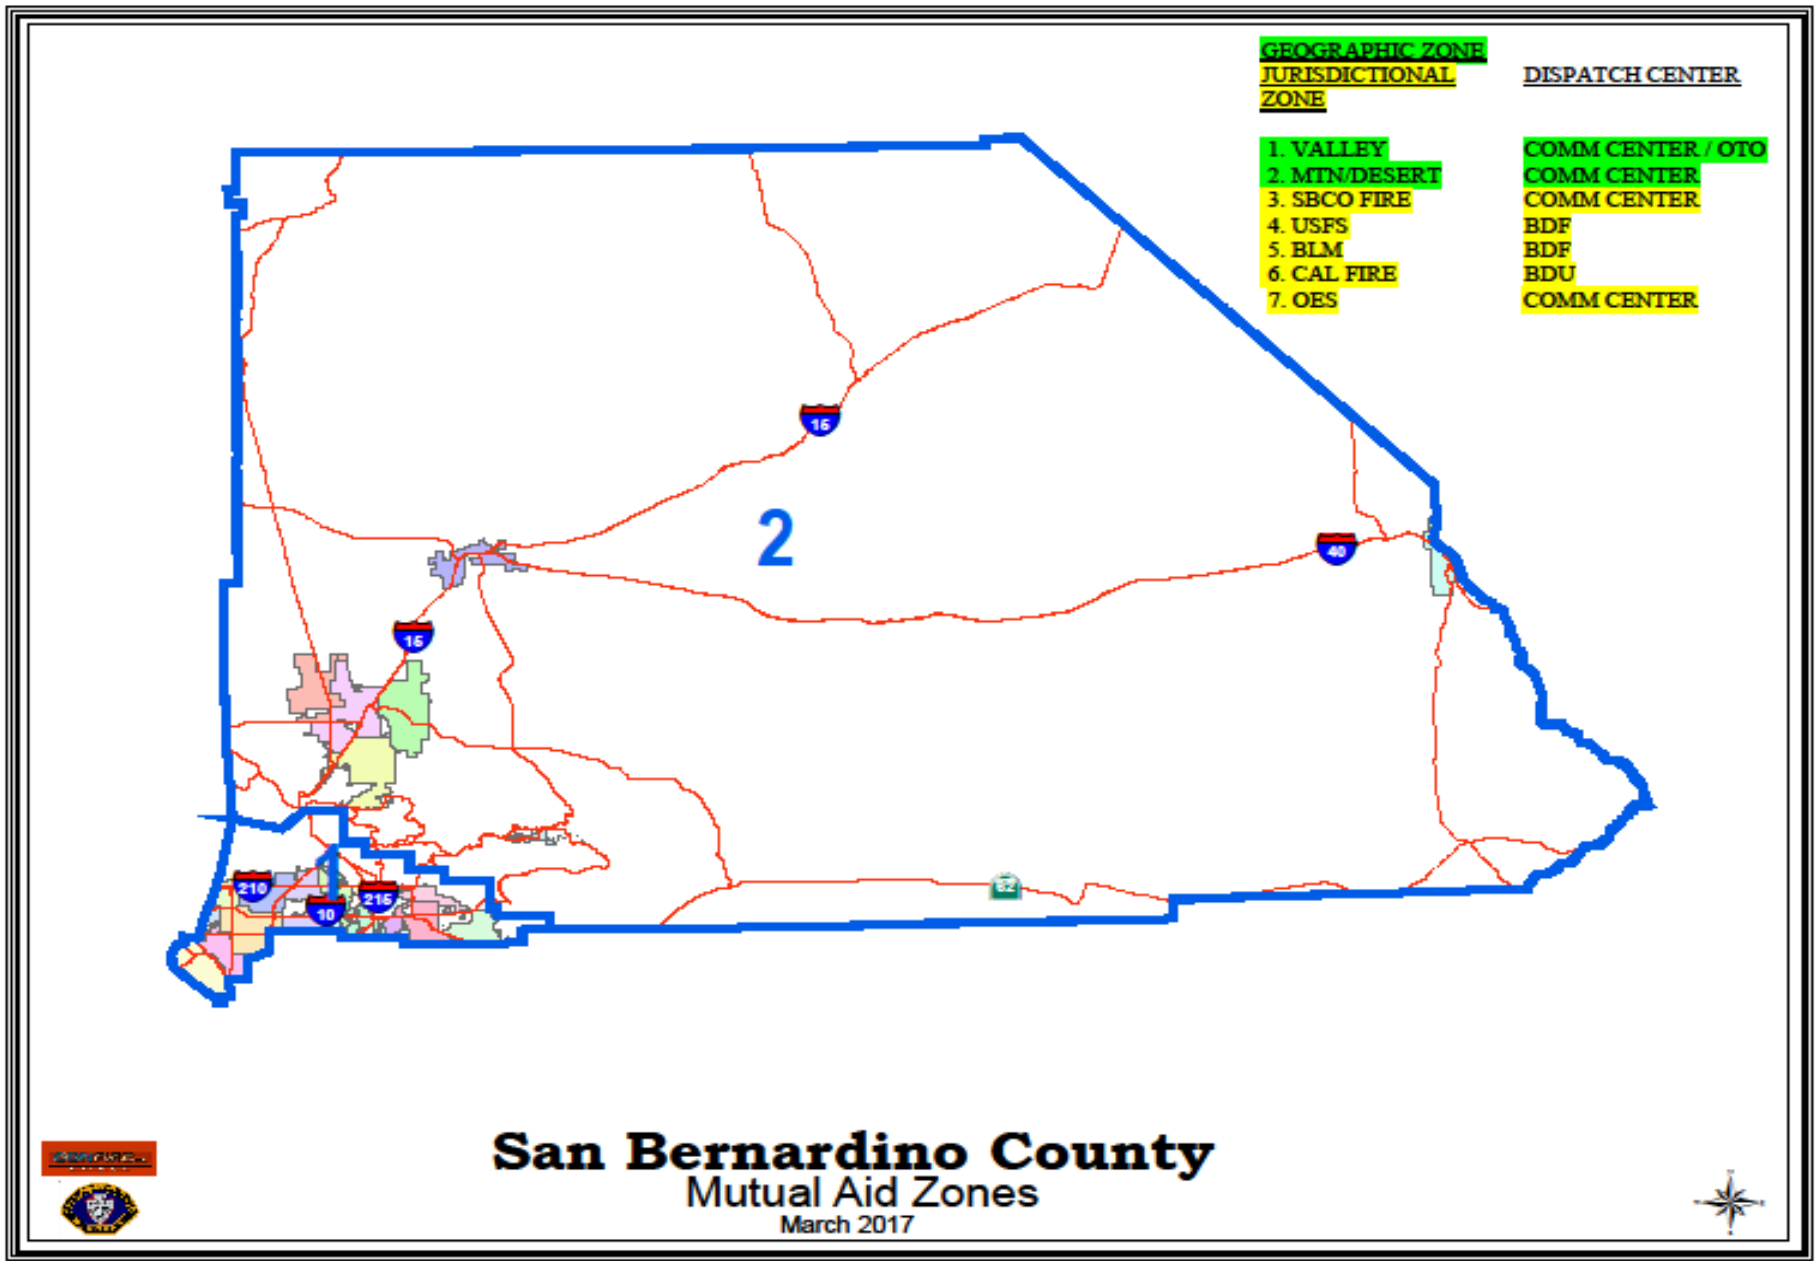 GEOGRAPHIC ZONE
JURISDICTIONAL ZONE
DISPATCH CENTER
1. VALLEY COMM CENTER / OTO
2. MTN/DESERT COMM CENTER
3. SBCO FIRE COMM CENTER
4. USFS BDF
5. BLM BDF
6. CAL FIRE BDU
7. OES COMM CENTER
15
2
40
15
1
210
215
10
62
San Bernardino County
Mutual Aid Zones
March 2017